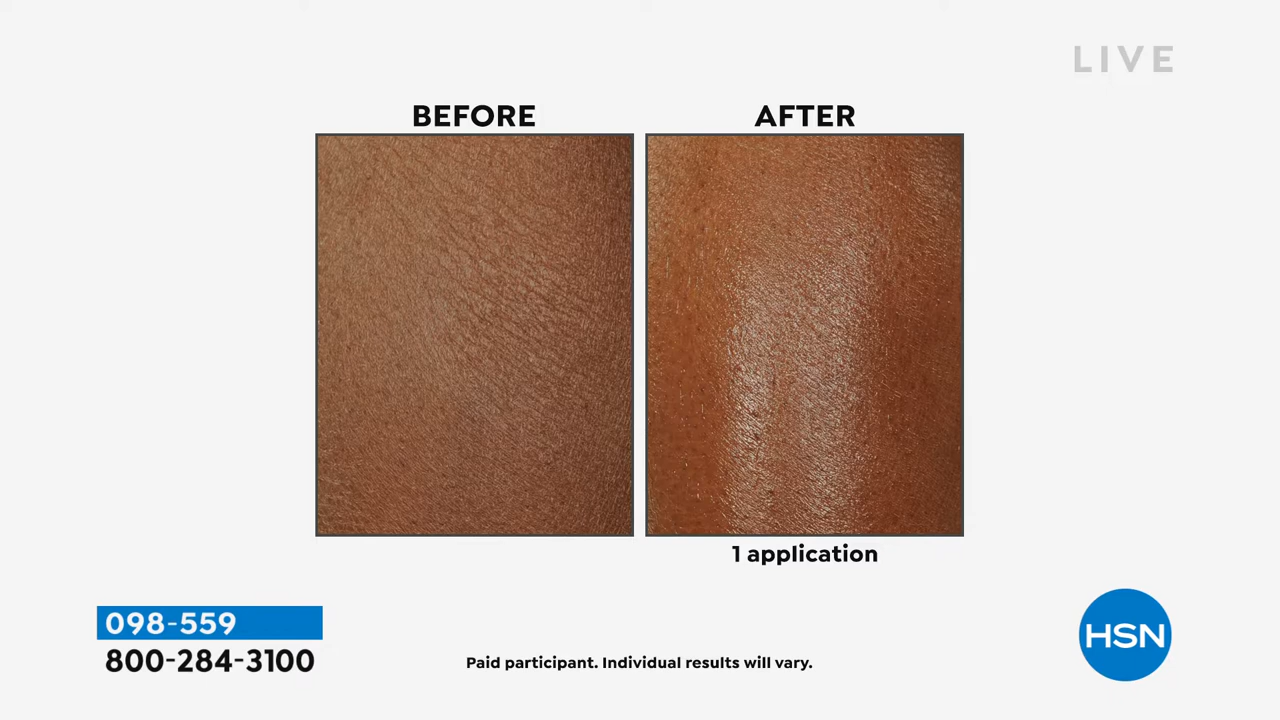 LIVE
BEFORE
AFTER
1 application
098-559
800-284-3100
Paid participant. Individual results will vary.
HSN